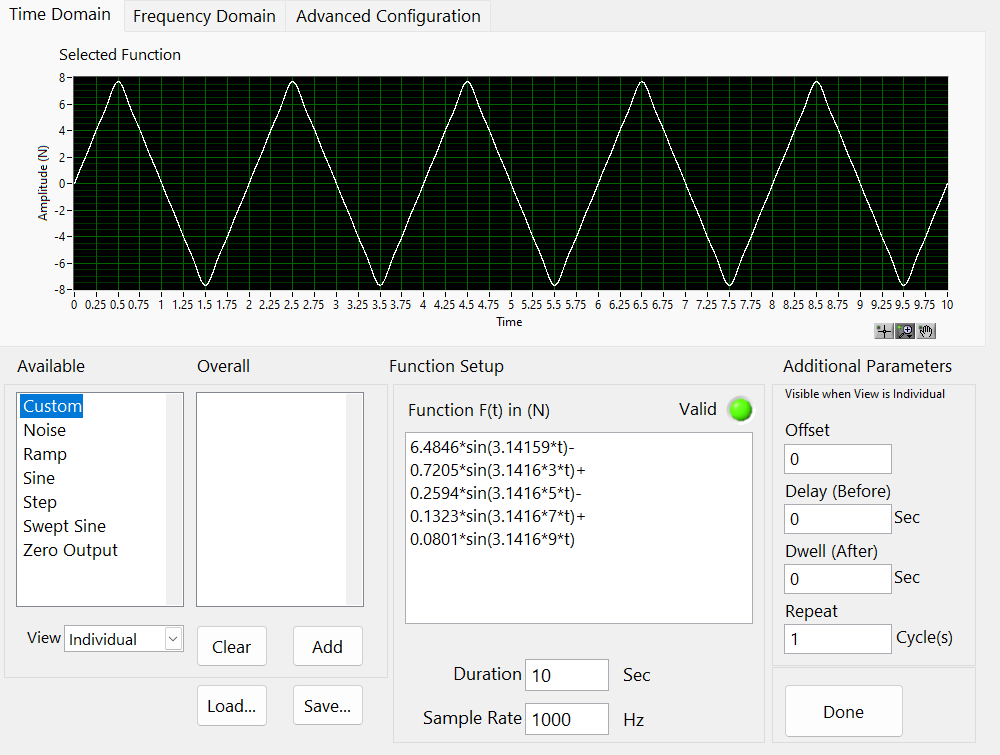 Time Domain
Frequency Domain
Advanced Configuration
Selected Function
Amplitude (N)
8
6
4
2
0
-2
-4
-6
-8
0 0.25 0.5 0.75 1 1.25 1.5 1.75 2 2.25 2.5 2.75 3 3.25 3.5 3.75 4 4.25 4.5 4.75 5 5.25 5.5 5.75 6 6.25 6.5 6.75 7 7.25 7.5 7.75 8 8.25 8.5 8.75 9 9.25 9.5 9.75 10
Time
Available
Custom
Noise
Ramp
Sine
Step
Swept Sine
Zero Output
View Individual
Overall
Clear
Add
Load...
Save...
Function Setup
Function F(t) in (N)
Valid
6.4846*sin(3.14159*t)-
0.7205*sin(3.1416*3*t)+
0.2594*sin(3.1416*5*t)-
0.1323*sin(3.1416*7*t)+
0.0801*sin(3.1416*9*t)
Duration 10 Sec
Sample Rate 1000 Hz
Additional Parameters
Visible when View is Individual
Offset
0
Delay (Before)
0 Sec
Dwell (After)
0 Sec
Repeat
1 Cycle(s)
Done